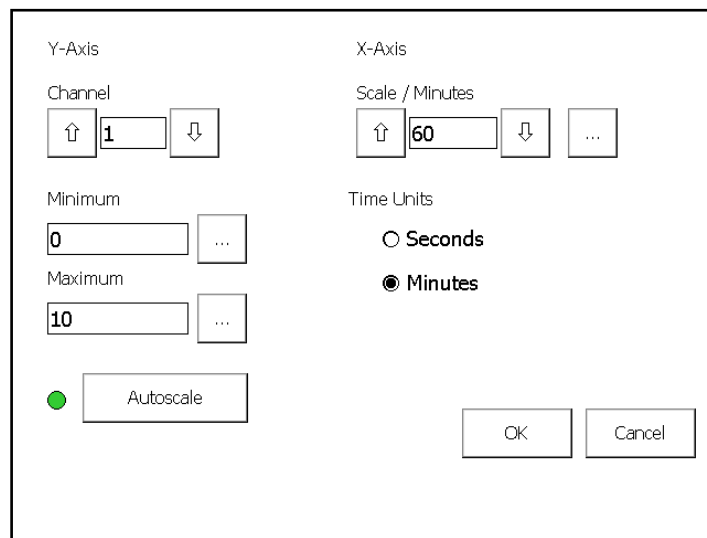 Y-Axis
X-Axis
Channel
Scale / Minutes
⇧ 1 ⇩
⇧ 60 ⇩ ...
Minimum
Time Units
0 ...
Seconds
Maximum
Minutes
10 ...
Autoscale
OK Cancel